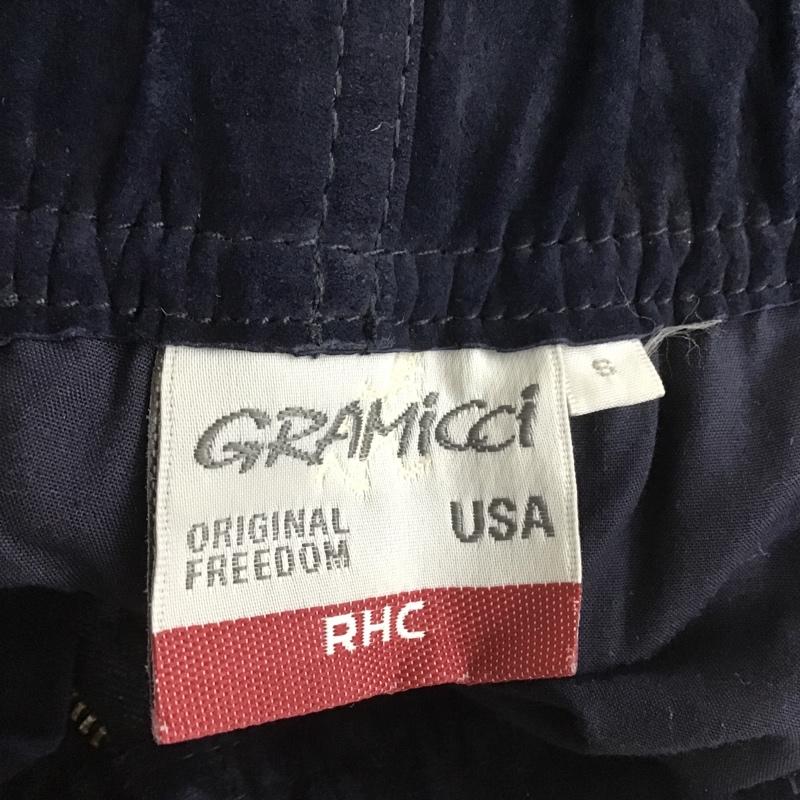 GRAMiCCi
S
ORIGINAL
FREEDOM
USA
RHC